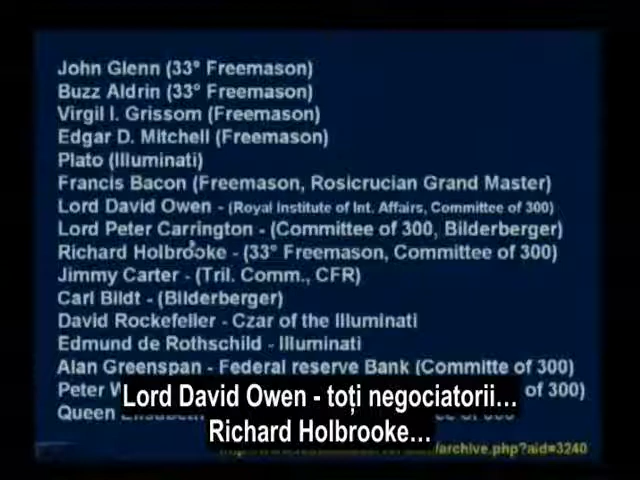 John Glenn (33° Freemason)
Buzz Aldrin (33° Freemason)
Virgil I. Grissom (Freemason)
Edgar D. Mitchell (Freemason)
Plato (Illuminati)
Francis Bacon (Freemason, Rosicrucian Grand Master)
Lord David Owen - (Royal Institute of Int. Affairs, Committee of 300)
Lord Peter Carrington - (Committee of 300, Bilderberger)
Richard Holbrooke - (33° Freemason, Committee of 300)
Jimmy Carter - (Tril. Comm., CFR)
Carl Bildt - (Bilderberger)
David Rockefeller - Czar of the Illuminati
Edmund de Rothschild - Illuminati
Alan Greenspan - Federal reserve Bank (Committe of 300)
Peter of 300)
Queen of 300)
Lord David Owen - toți negociatorii...
Richard Holbrooke...
/archive.php?aid=3240